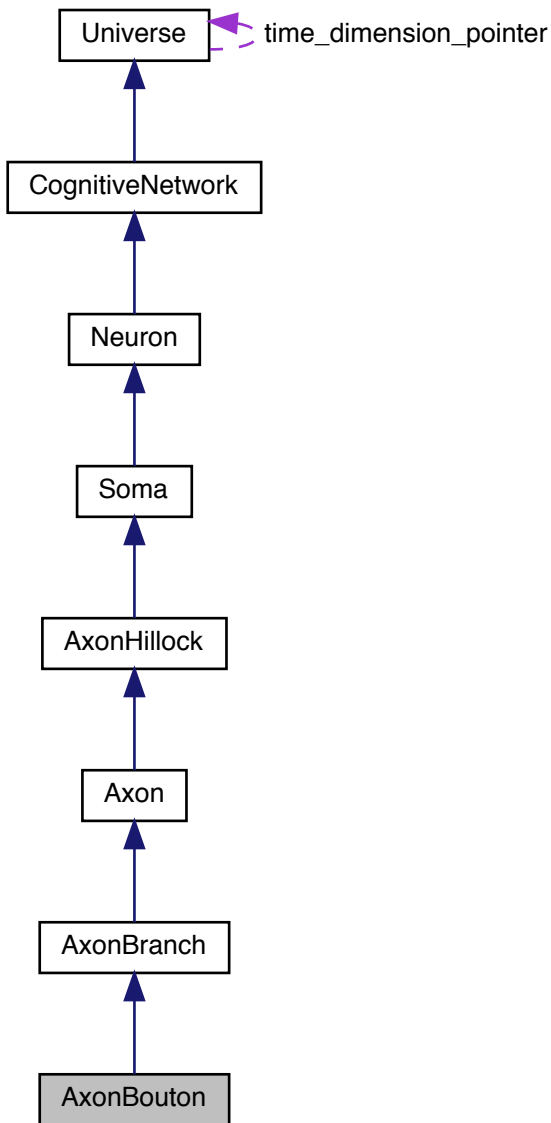 Universe
time_dimension_pointer
CognitiveNetwork
Neuron
Soma
AxonHillock
Axon
AxonBranch
AxonBouton